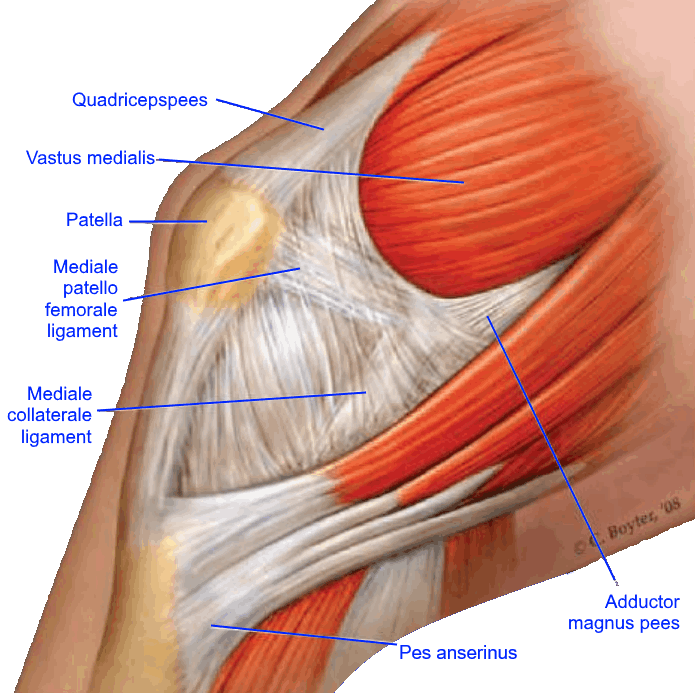 Quadricepspees
Vastus medialis
Patella
Mediale
patello
femorale
ligament
Mediale
collaterale
ligament
© C. Boyter, '08
Adductor
magnus pees
Pes anserinus